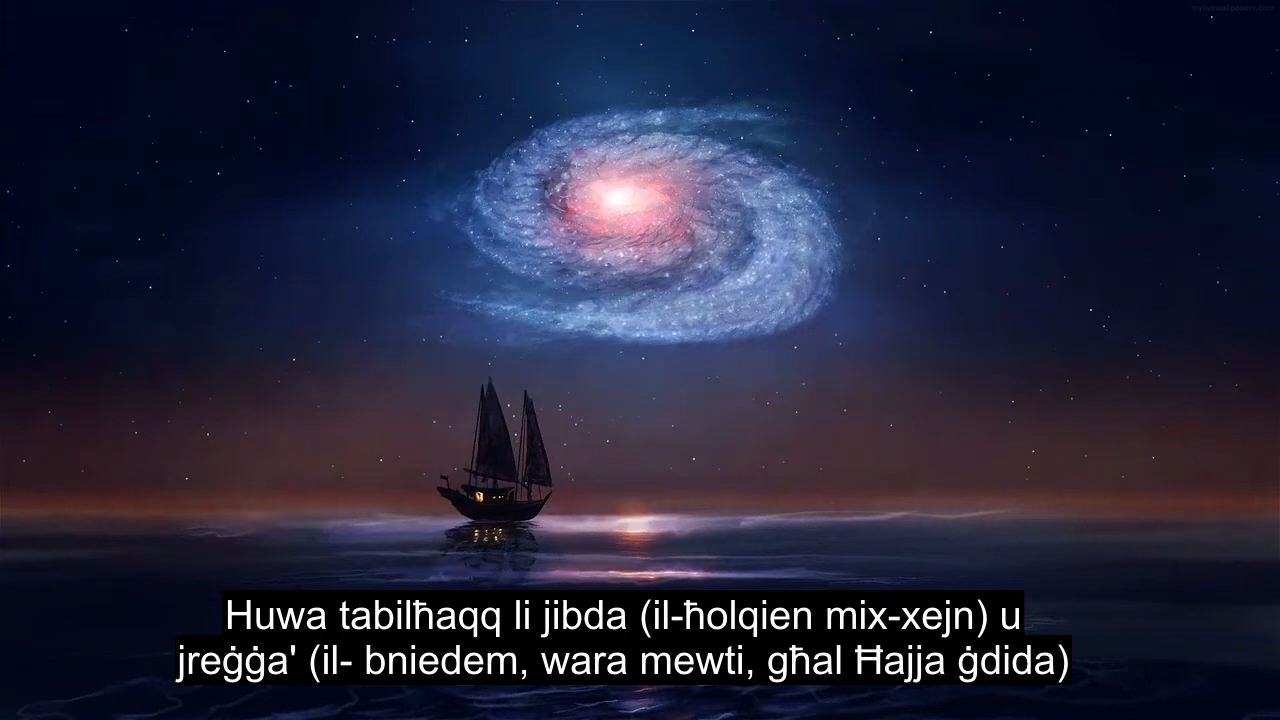 Huwa tabilħaqq li jibda (il-ħolqien mix-xejn) u
jreġġa' (il- bniedem, wara mewti, għal Ħajja ġdida)